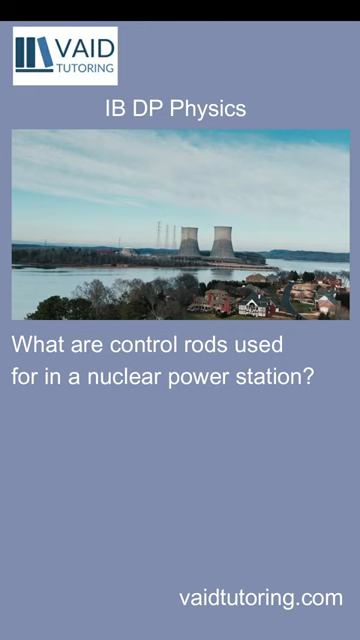 VAID
TUTORING
IB DP Physics
What are control rods used
for in a nuclear power station?
vaidtutoring.com